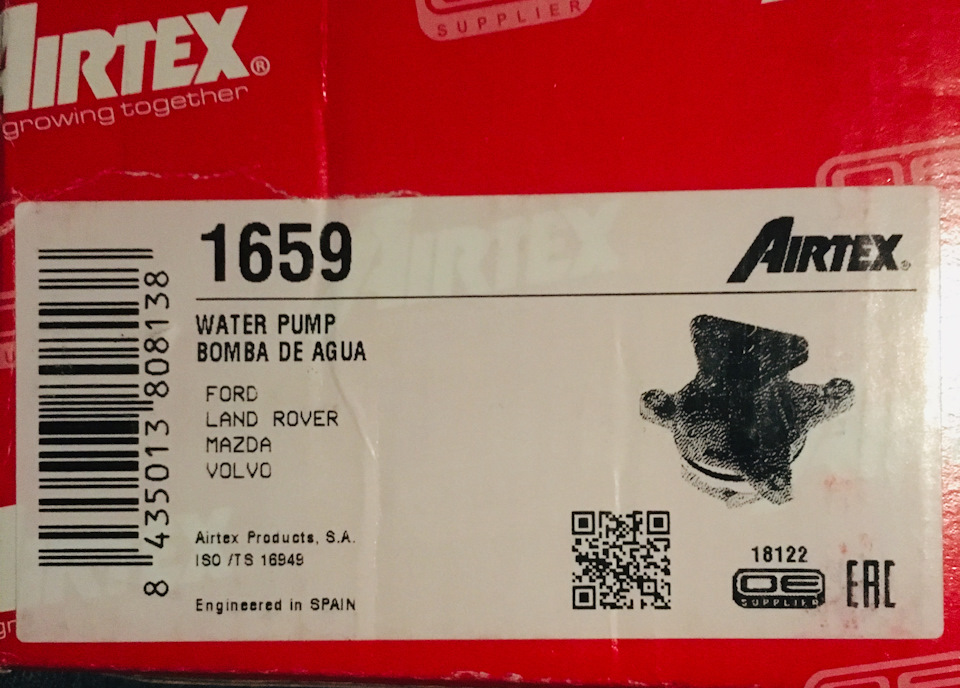 AIRTEX®
growing together
SUPPLIER
1659
AIRTEX®
WATER PUMP
BOMBA DE AGUA
FORD
LAND ROVER
MAZDA
VOLVO
8 435013 808138
Airtex Products, S.A.
ISO /TS 16949
Engineered in SPAIN
18122
OE
SUPPLIER
EAC